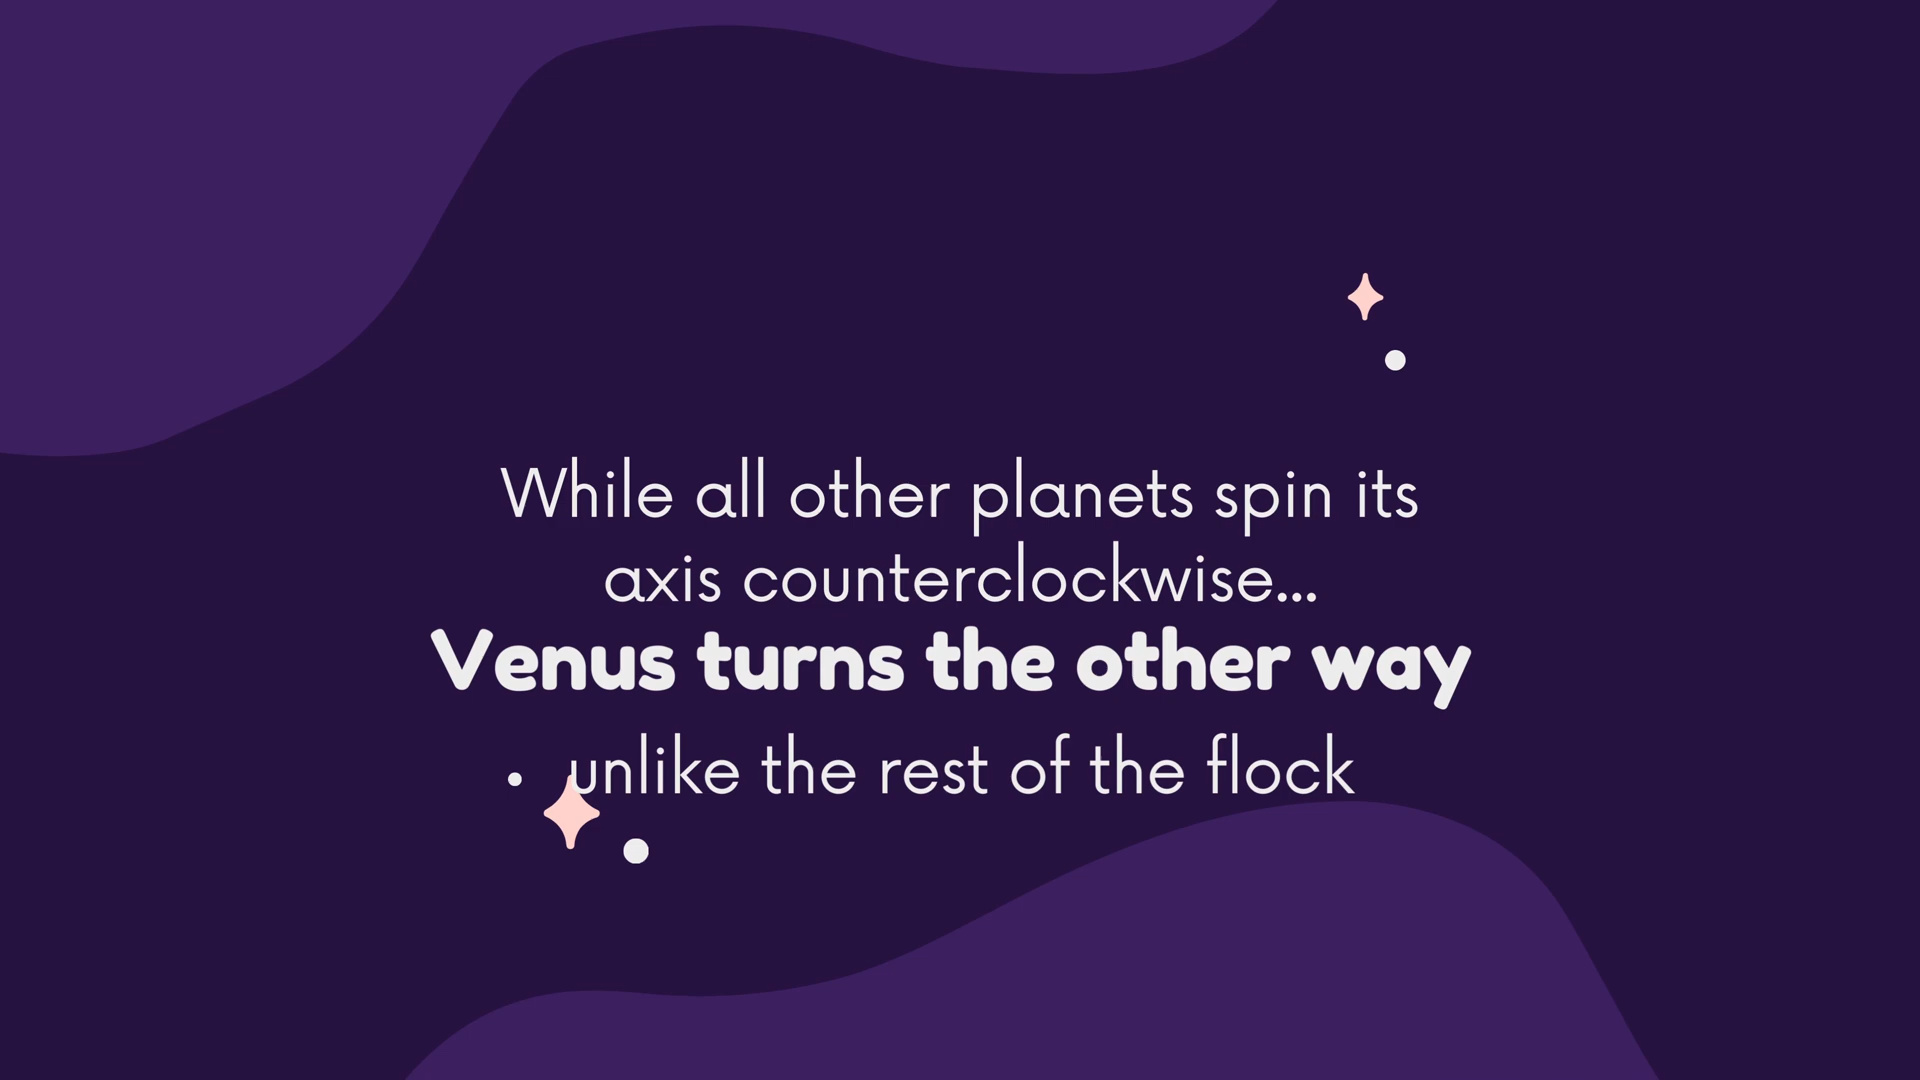 While all other planets spin its
axis counterclockwise...
Venus turns the other way
unlike the rest of the flock